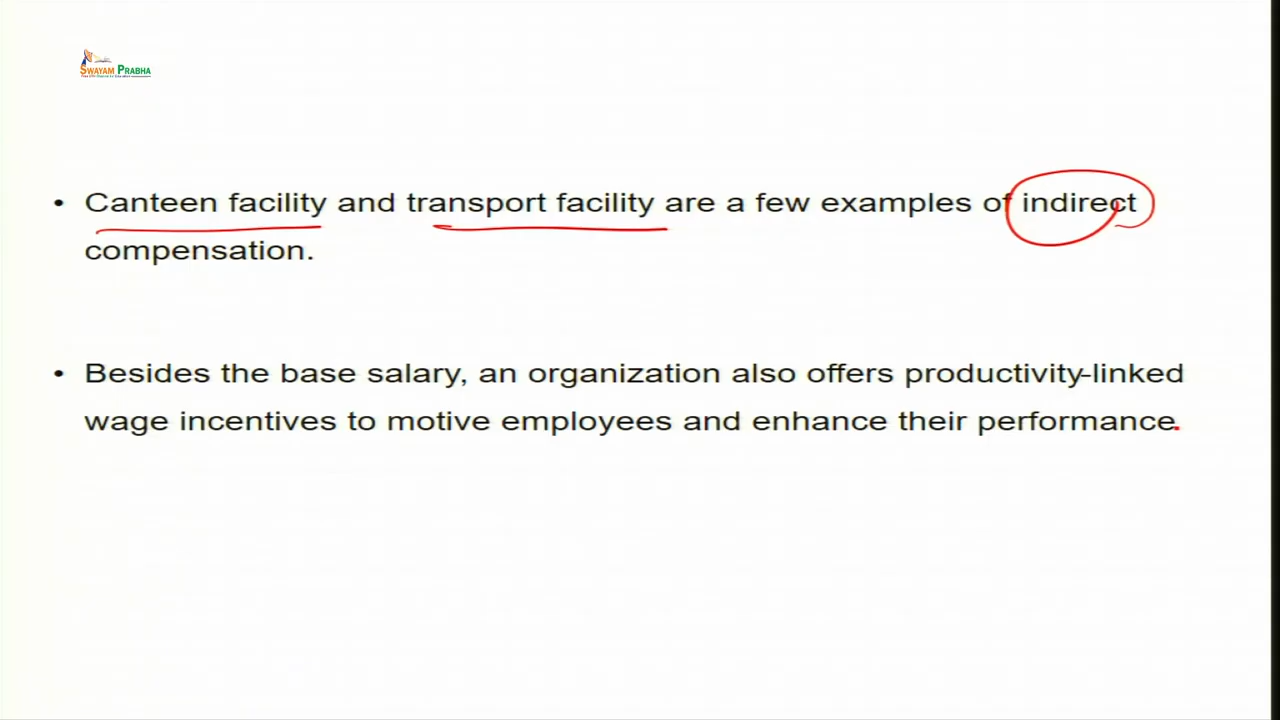 SWAYAM PRABHA
• Canteen facility and transport facility are a few examples of indirect
compensation.
• Besides the base salary, an organization also offers productivity-linked
wage incentives to motive employees and enhance their performance.